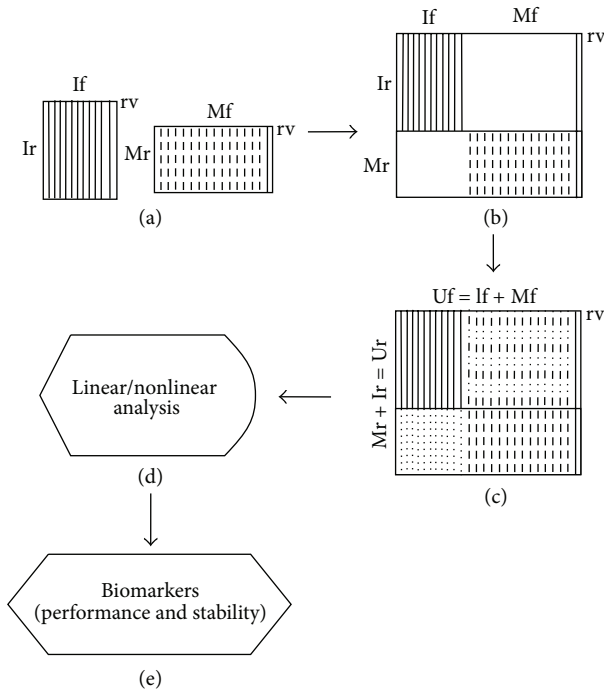 If
rv
Ir
Mf
rv
Mr
(a)
If
Mf
rv
Ir
Mr
(b)
Uf = lf + Mf
rv
Mr + Ir = Ur
(c)
Linear/nonlinear
analysis
(d)
Biomarkers
(performance and stability)
(e)